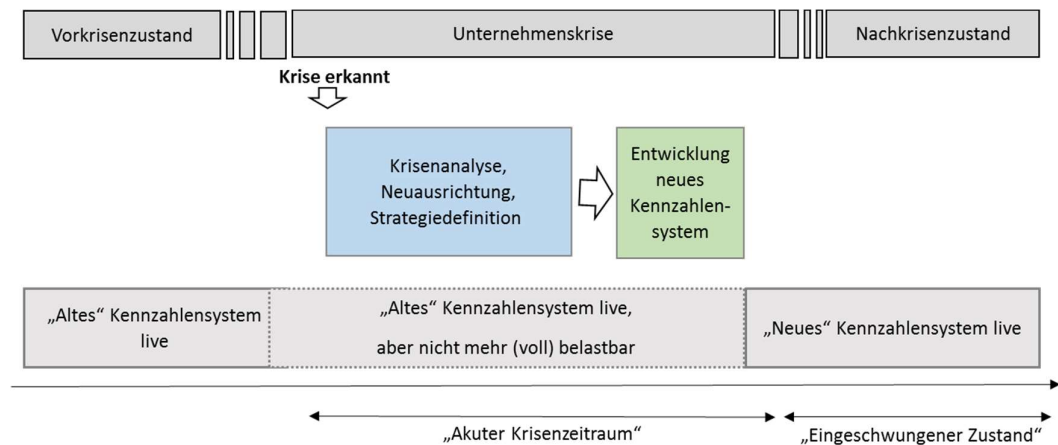 Vorkrisenzustand
Unternehmenskrise
Nachkrisenzustand
Krise erkannt
Krisenanalyse,
Neuausrichtung,
Strategiedefinition
Entwicklung
neues
Kennzahlen-
system
„Altes“ Kennzahlensystem
live
„Altes“ Kennzahlensystem live,
aber nicht mehr (voll) belastbar
„Neues“ Kennzahlensystem live
„Akuter Krisenzeitraum“
„Eingeschwungener Zustand“